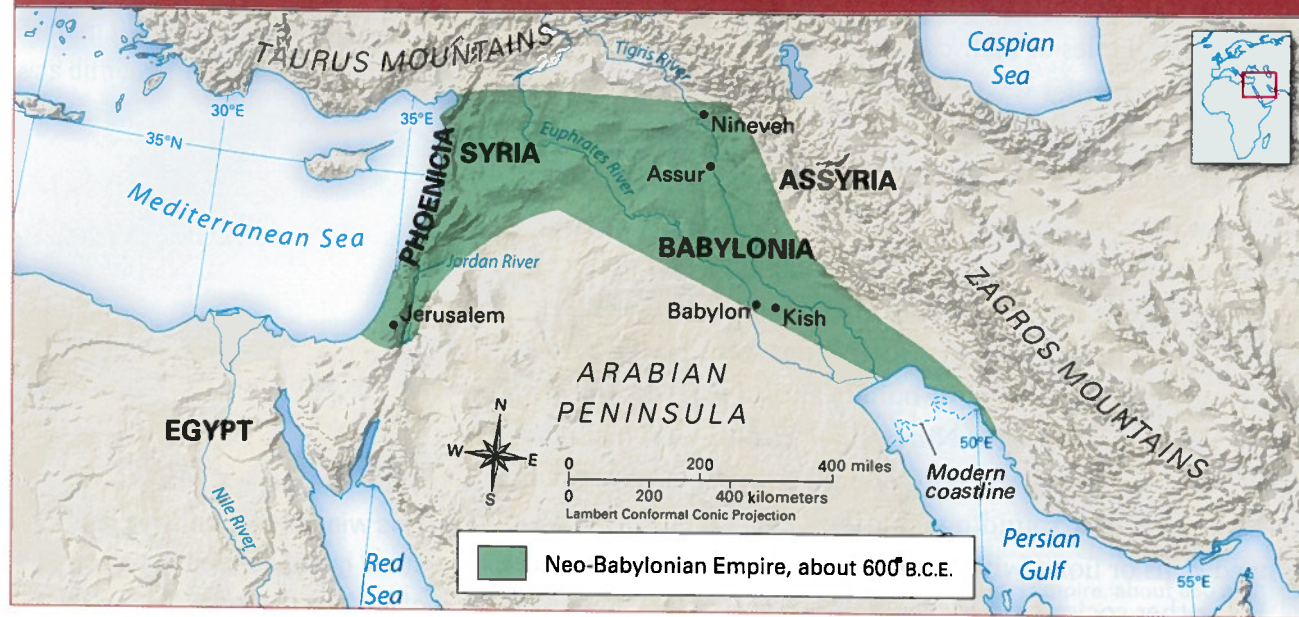 TAURUS MOUNTAINS
Tigris River
Caspian
Sea
30°E
35°E
35°N
Nineveh
Euphrates River
SYRIA
PHOENICIA
Assur
ASSYRIA
Mediterranean Sea
BABYLONIA
Jordan River
Babylon
Kish
Jerusalem
ZAGROS MOUNTAINS
ARABIAN
PENINSULA
EGYPT
N
W
E
S
0 200 400 miles
0 200 400 kilometers
Lambert Conformal Conic Projection
50°E
Modern
coastline
Nile River
Red
Sea
Persian
Gulf
55°E
Neo-Babylonian Empire, about 600 B.C.E.